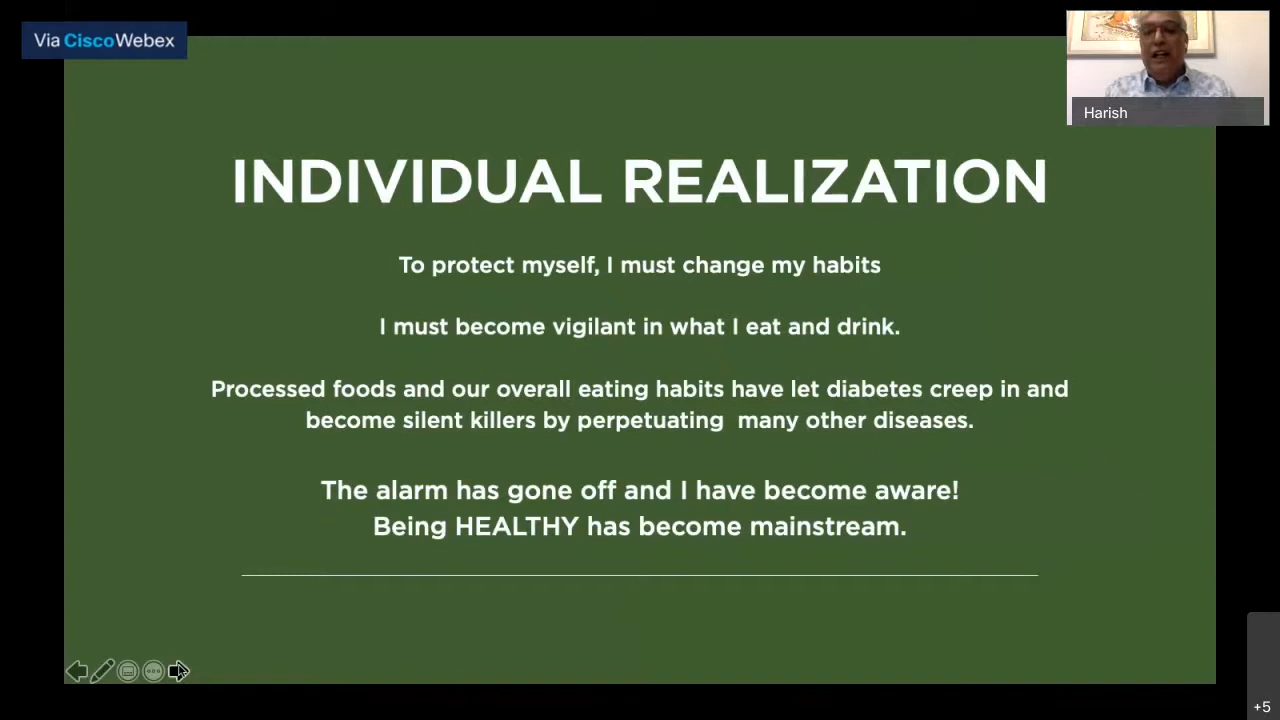 Via CiscoWebex
Harish
INDIVIDUAL REALIZATION
To protect myself, I must change my habits
I must become vigilant in what I eat and drink.
Processed foods and our overall eating habits have let diabetes creep in and
become silent killers by perpetuating  many other diseases.
The alarm has gone off and I have become aware!
Being HEALTHY has become mainstream.
+5